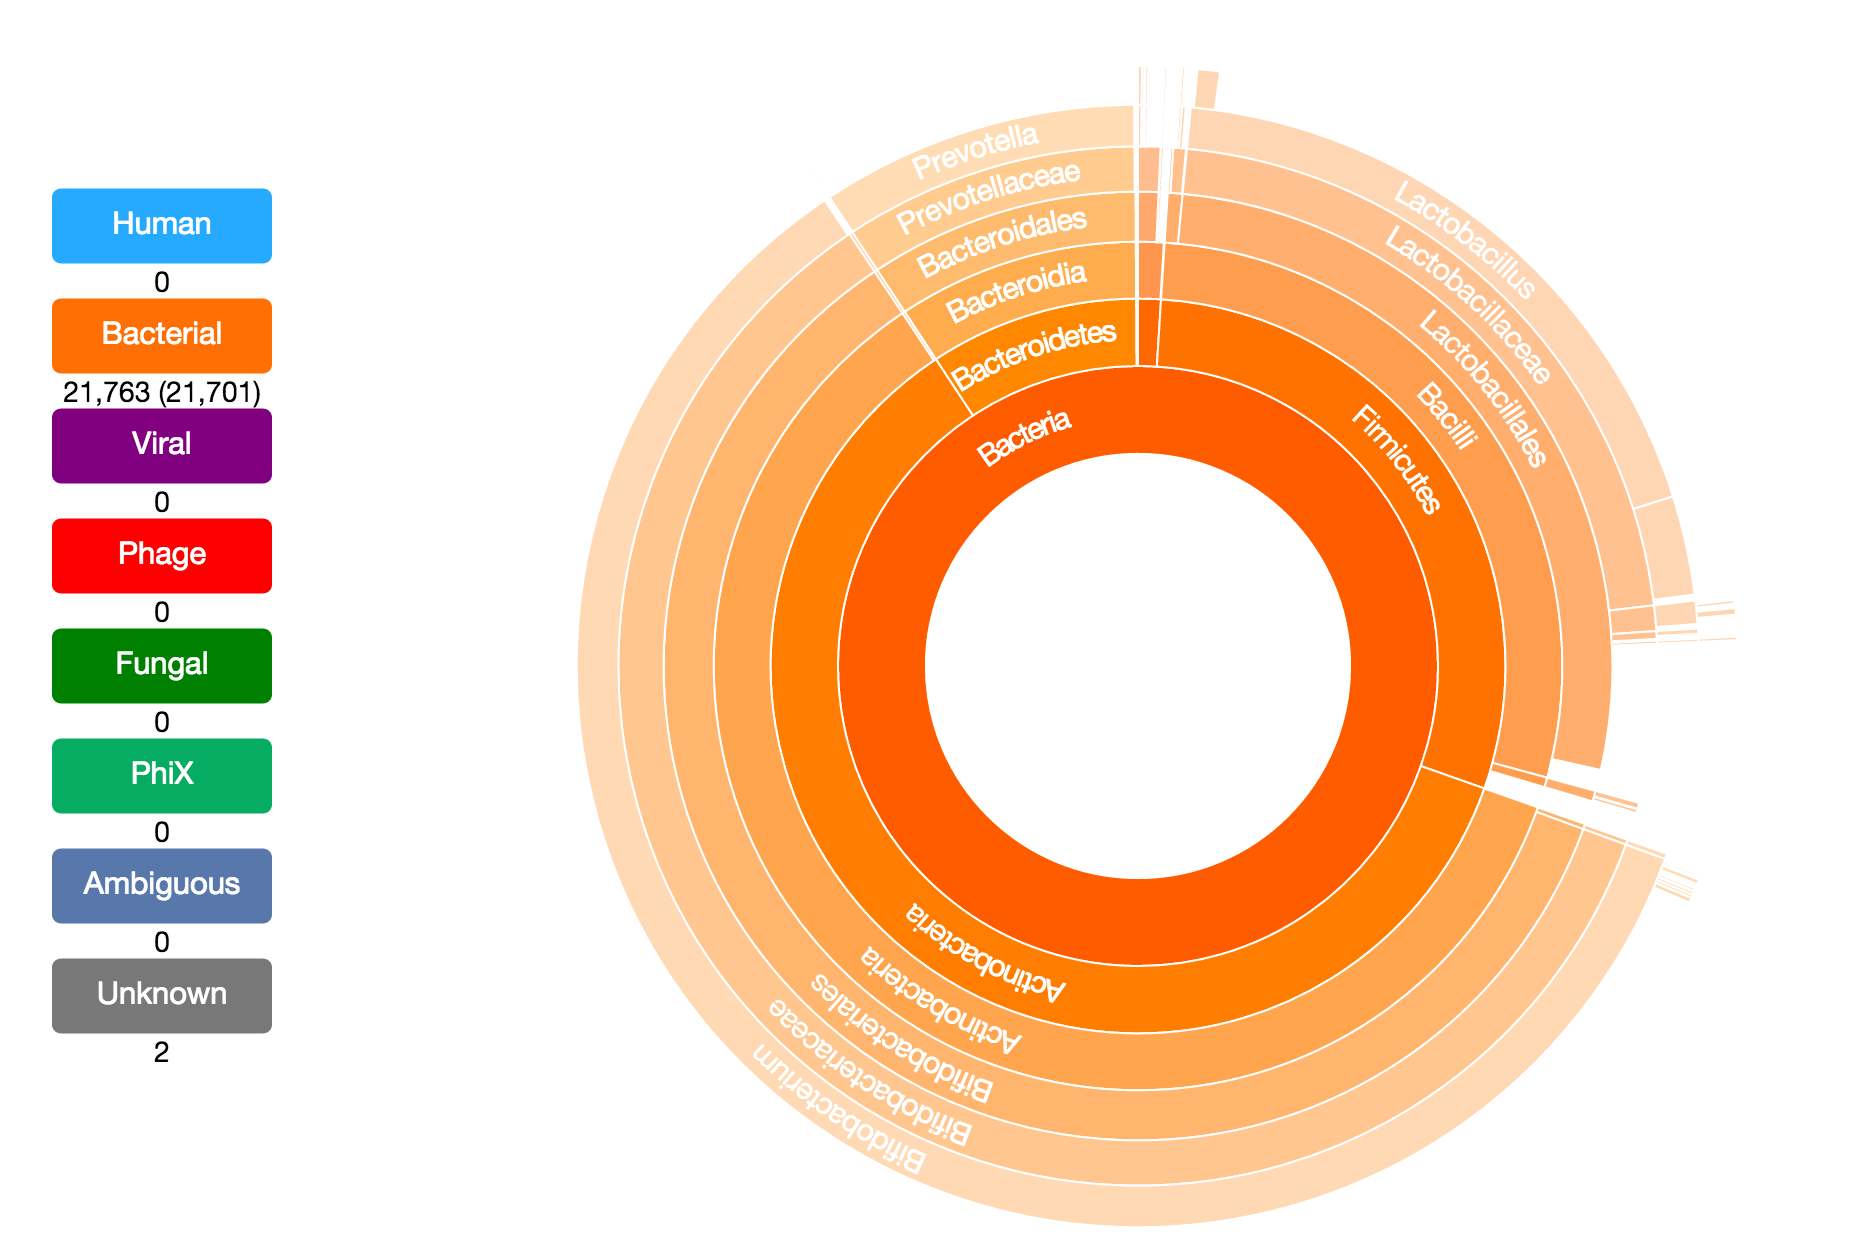 Human
0
Bacterial
21,763 (21,701)
Viral
0
Phage
0
Fungal
0
PhiX
0
Ambiguous
0
Unknown
2
Prevotella
Prevotellaceae
Bacteroidales
Bacteroidia
Bacteroidetes
Bacteria
Lactobacillus
Lactobacillaceae
Lactobacillales
Bacilli
Firmicutes
Actinobacteria
Actinobacteria
Bifidobacteriales
Bifidobacteriaceae
Bifidobacterium